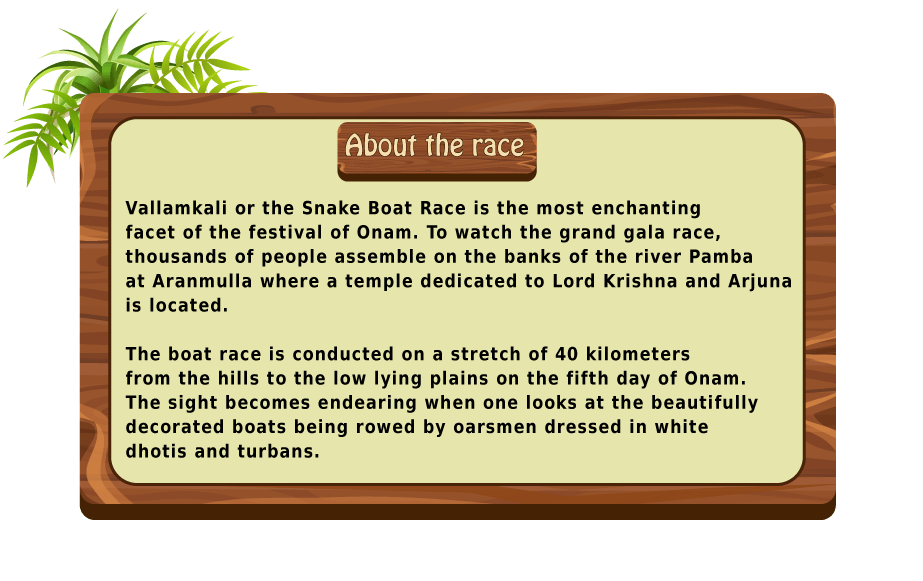 About the race
Vallamkali or the Snake Boat Race is the most enchanting
facet of the festival of Onam. To watch the grand gala race,
thousands of people assemble on the banks of the river Pamba
at Aranmulla where a temple dedicated to Lord Krishna and Arjuna
is located.
The boat race is conducted on a stretch of 40 kilometers
from the hills to the low lying plains on the fifth day of Onam.
The sight becomes endearing when one looks at the beautifully
decorated boats being rowed by oarsmen dressed in white
dhotis and turbans.